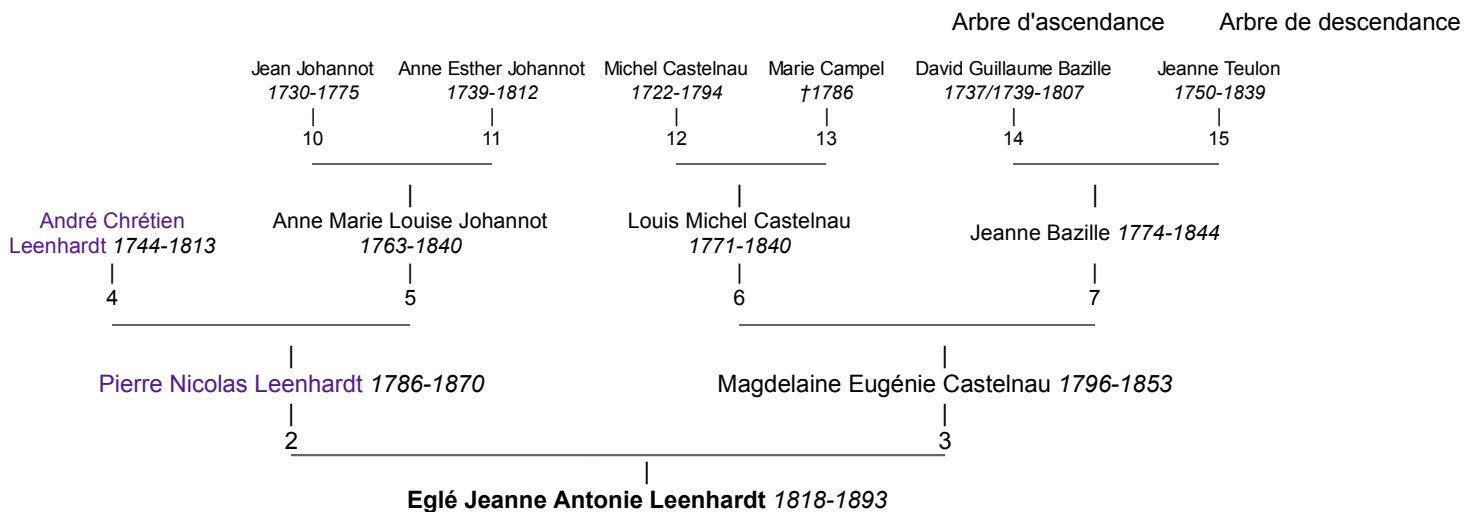 Arbre d'ascendance Arbre de descendance
Jean Johannot Anne Esther Johannot Michel Castelnau Marie Campel David Guillaume Bazille Jeanne Teulon
1730-1775 1739-1812 1722-1794 †1786 1737/1739-1807 1750-1839
| | | | | |
10 11 12 13 14 15
| | |
André Chrétien Anne Marie Louise Johannot Louis Michel Castelnau Jeanne Bazille 1774-1844
Leenhardt 1744-1813 1763-1840 1771-1840
| | | |
4 5 6 7
| |
Pierre Nicolas Leenhardt 1786-1870 Magdelaine Eugénie Castelnau 1796-1853
| |
2 3
|
Eglé Jeanne Antonie Leenhardt 1818-1893